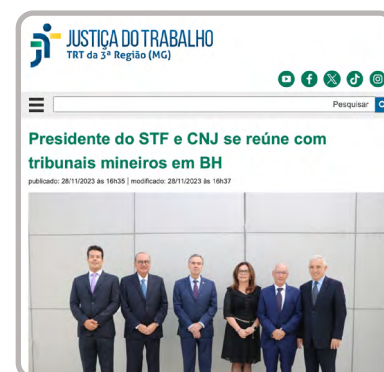 JUSTIÇA DO TRABALHO
TRT da 3ª Região (MG)
Pesquisar
Presidente do STF e CNJ se reúne com
tribunais mineiros em BH
publicado: 28/11/2023 às 16h35 | modificado: 28/11/2023 às 16h37